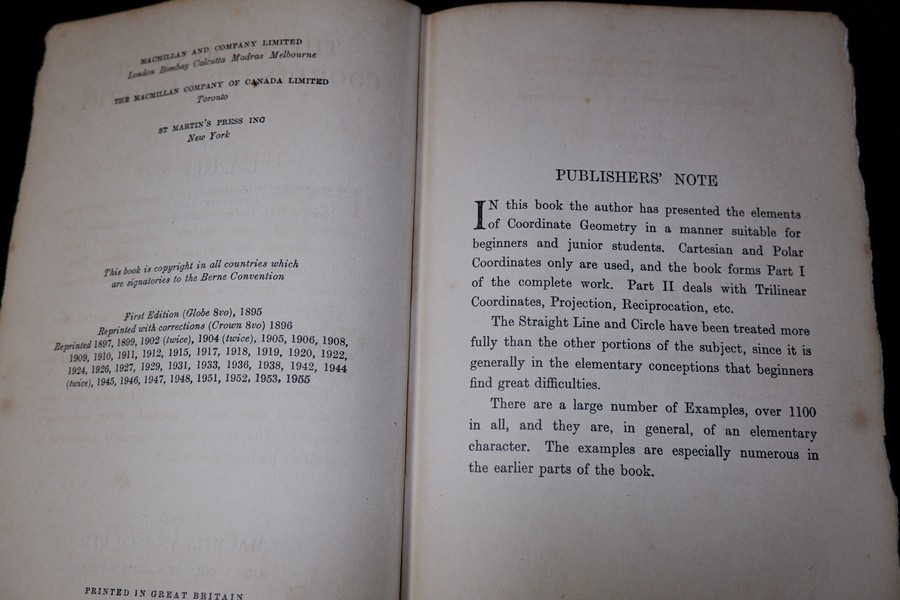 MACMILLAN AND COMPANY LIMITED
London Bombay Calcutta Madras Melbourne
THE MACMILLAN COMPANY OF CANADA LIMITED
Toronto
ST MARTIN'S PRESS INC
New York
This book is copyright in all countries which
are signatories to the Berne Convention
First Edition (Globe 8vo), 1895
Reprinted with corrections (Crown 8vo) 1896
Reprinted 1897, 1899, 1902 (twice), 1904 (twice), 1905, 1906, 1908,
1909, 1910, 1911, 1912, 1915, 1917, 1918, 1919, 1920, 1922,
1924, 1926, 1927, 1929, 1931, 1933, 1936, 1938, 1942, 1944
(twice), 1945, 1946, 1947, 1948, 1951, 1952, 1953, 1955
PRINTED IN GREAT BRITAIN
PUBLISHERS' NOTE
IN this book the author has presented the elements
of Coordinate Geometry in a manner suitable for
beginners and junior students. Cartesian and Polar
Coordinates only are used, and the book forms Part I
of the complete work. Part II deals with Trilinear
Coordinates, Projection, Reciprocation, etc.
The Straight Line and Circle have been treated more
fully than the other portions of the subject, since it is
generally in the elementary conceptions that beginners
find great difficulties.
There are a large number of Examples, over 1100
in all, and they are, in general, of an elementary
character. The examples are especially numerous in
the earlier parts of the book.